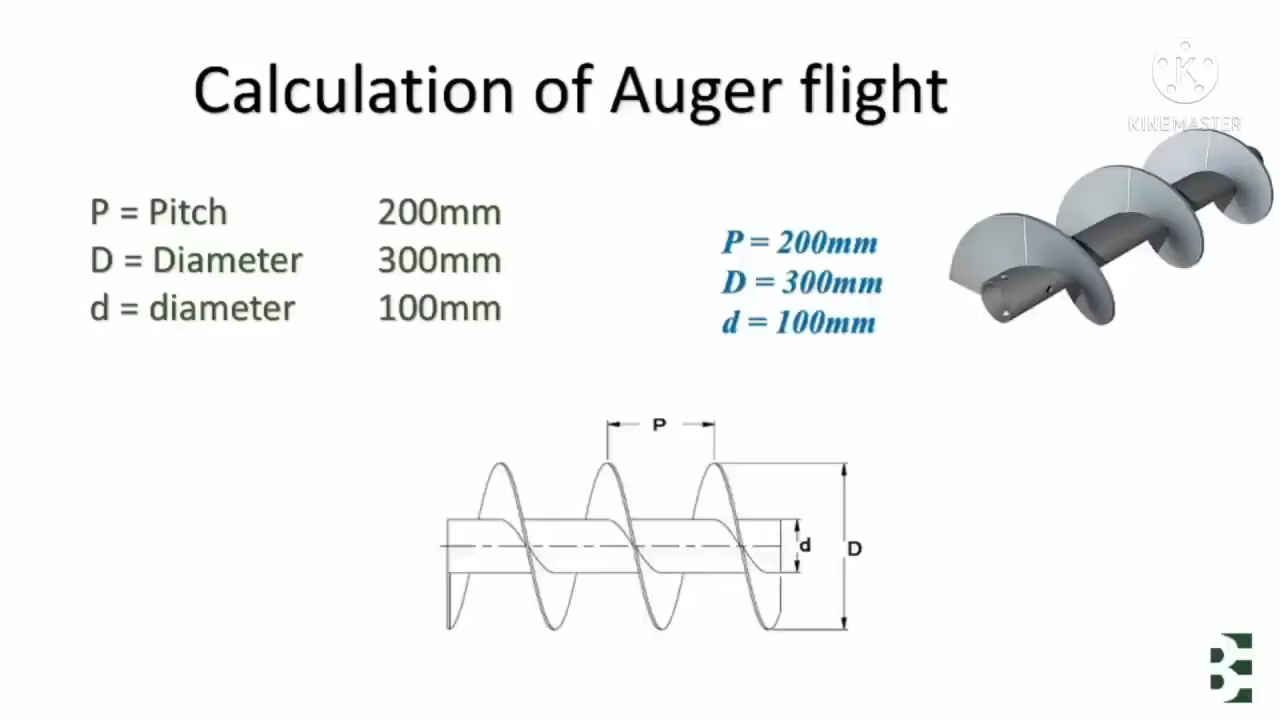 Calculation of Auger flight
KINEMASTER
P = Pitch 200mm
D = Diameter 300mm
d = diameter 100mm
P = 200mm
D = 300mm
d = 100mm
P
d
D